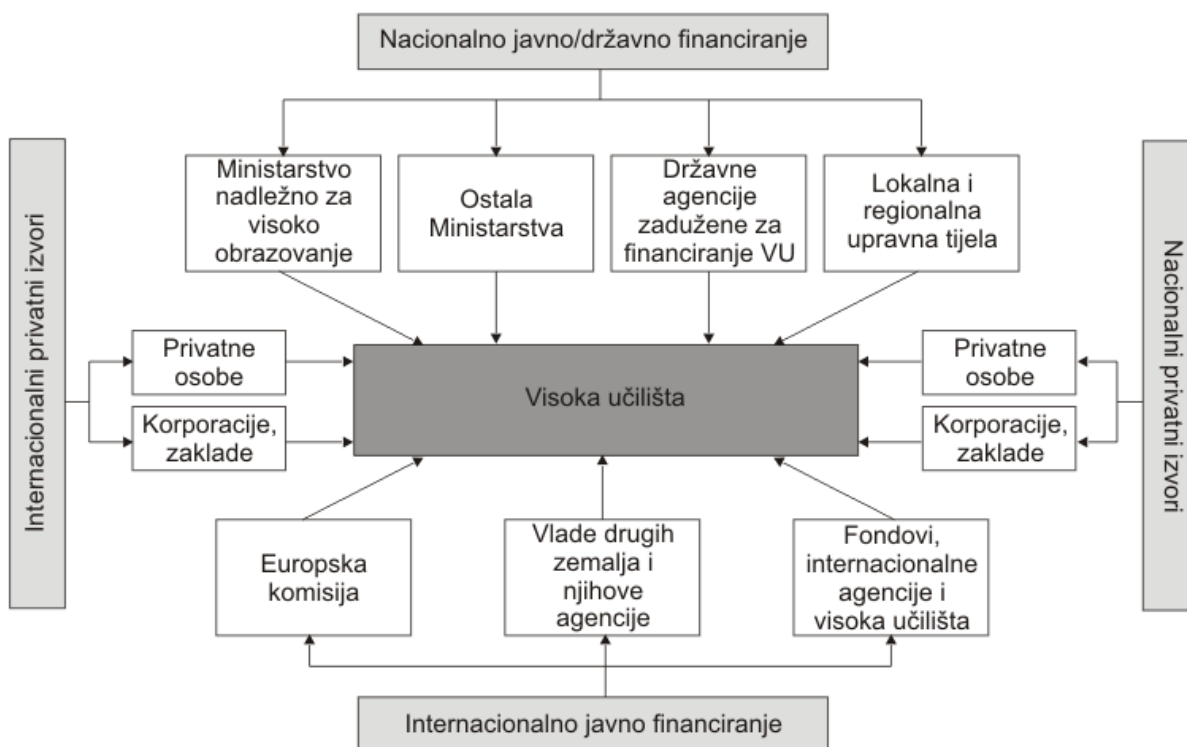 Nacionalno javno/državno financiranje
Internacionalni privatni izvori
Ministarstvo
nadležno za
visoko
obrazovanje
Ostala
Ministarstva
Državne
agencije
zadužene za
financiranje VU
Lokalna i
regionalna
upravna tijela
Nacionalni privatni izvori
Privatne
osobe
Korporacije,
zaklade
Visoka učilišta
Privatne
osobe
Korporacije,
zaklade
Europska
komisija
Vlade drugih
zemalja i
njihove
agencije
Fondovi,
internacionalne
agencije i
visoka učilišta
Internacionalno javno financiranje